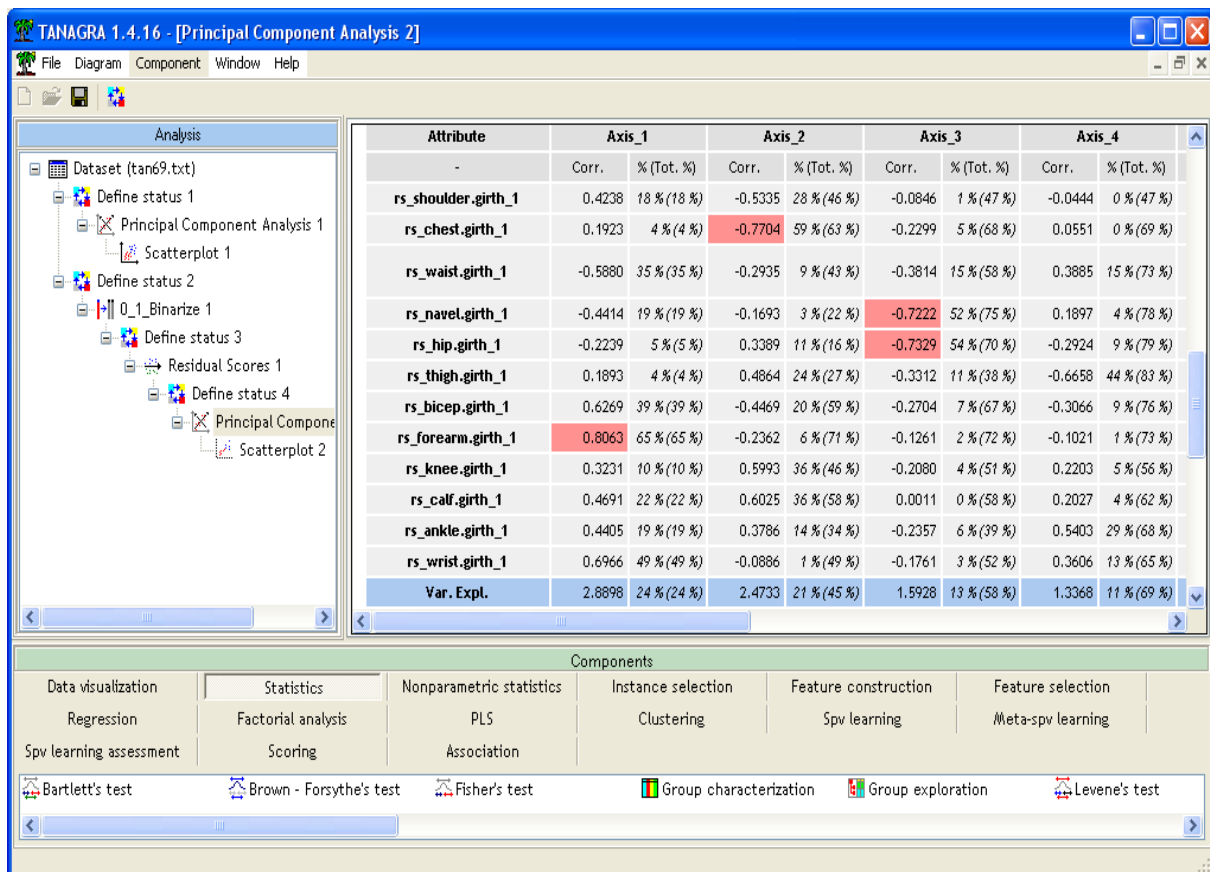 TANAGRA 1.4.16 - [Principal Component Analysis 2]
File Diagram Component Window Help
Analysis
Dataset (tan69.txt)
Define status 1
Principal Component Analysis 1
Scatterplot 1
Define status 2
0_1_Binarize 1
Define status 3
Residual Scores 1
Define status 4
Principal Compone
Scatterplot 2
Attribute Axis_1 Axis_2 Axis_3 Axis_4
- Corr. % (Tot. %) Corr. % (Tot. %) Corr. % (Tot. %) Corr. % (Tot. %)
rs_shoulder.girth_1 0.4238 18 % (18 %) -0.5335 28 % (46 %) -0.0846 1 % (47 %) -0.0444 0 % (47 %)
rs_chest.girth_1 0.1923 4 % (4 %) -0.7704 59 % (63 %) -0.2299 5 % (68 %) 0.0551 0 % (69 %)
rs_waist.girth_1 -0.5880 35 % (35 %) -0.2935 9 % (43 %) -0.3814 15 % (58 %) 0.3885 15 % (73 %)
rs_navel.girth_1 -0.4414 19 % (19 %) -0.1693 3 % (22 %) -0.7222 52 % (75 %) 0.1897 4 % (78 %)
rs_hip.girth_1 -0.2239 5 % (5 %) 0.3389 11 % (16 %) -0.7329 54 % (70 %) -0.2924 9 % (79 %)
rs_thigh.girth_1 0.1893 4 % (4 %) 0.4864 24 % (27 %) -0.3312 11 % (38 %) -0.6658 44 % (83 %)
rs_bicep.girth_1 0.6269 39 % (39 %) -0.4469 20 % (59 %) -0.2704 7 % (67 %) -0.3066 9 % (76 %)
rs_forearm.girth_1 0.8063 65 % (65 %) -0.2362 6 % (71 %) -0.1261 2 % (72 %) -0.1021 1 % (73 %)
rs_knee.girth_1 0.3231 10 % (10 %) 0.5993 36 % (46 %) -0.2080 4 % (51 %) 0.2203 5 % (56 %)
rs_calf.girth_1 0.4691 22 % (22 %) 0.6025 36 % (58 %) 0.0011 0 % (58 %) 0.2027 4 % (62 %)
rs_ankle.girth_1 0.4405 19 % (19 %) 0.3786 14 % (34 %) -0.2357 6 % (39 %) 0.5403 29 % (68 %)
rs_wrist.girth_1 0.6966 49 % (49 %) -0.0886 1 % (49 %) -0.1761 3 % (52 %) 0.3606 13 % (65 %)
Var. Expl. 2.8898 24 % (24 %) 2.4733 21 % (45 %) 1.5928 13 % (58 %) 1.3368 11 % (69 %)
Components
Data visualization Statistics Nonparametric statistics Instance selection Feature construction Feature selection
Regression Factorial analysis PLS Clustering Spv learning Meta-spv learning
Spv learning assessment Scoring Association
Bartlett's test Brown - Forsythe's test Fisher's test Group characterization Group exploration Levene's test